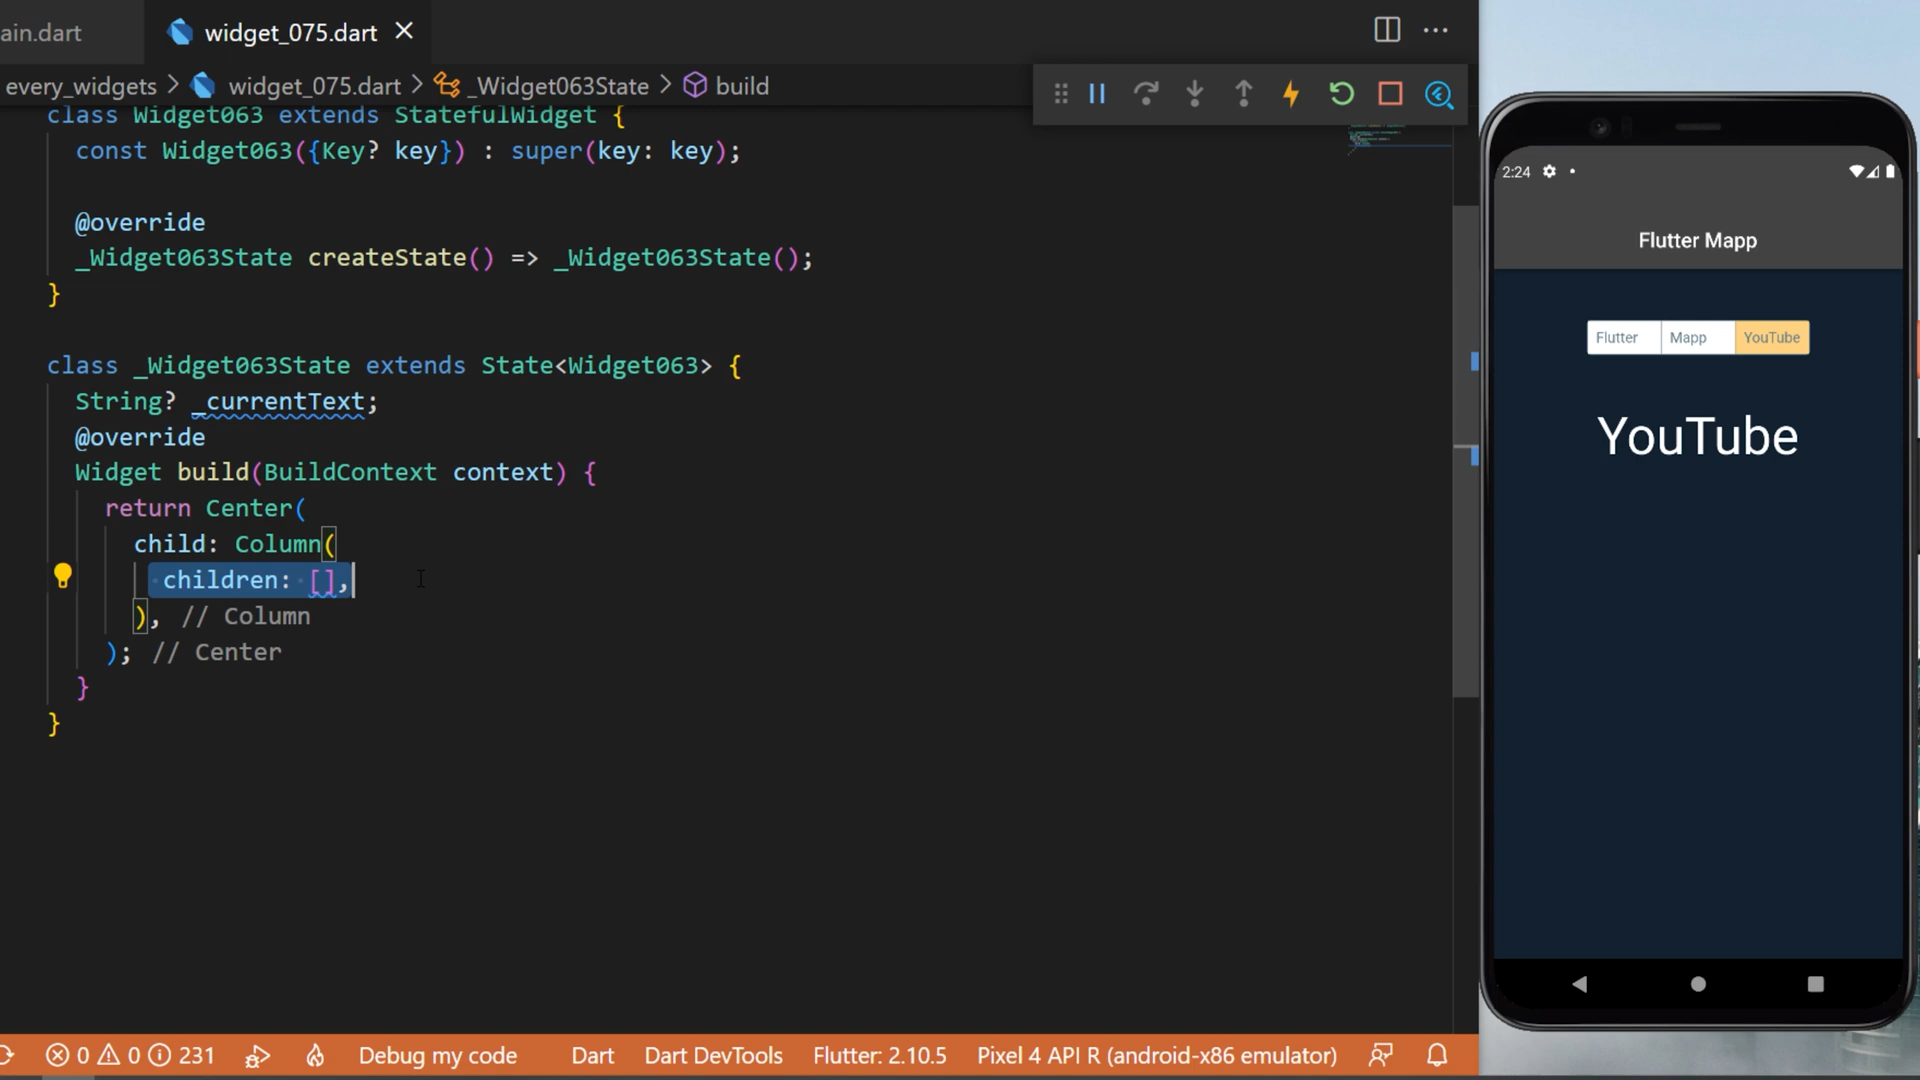 ain.dart
widget_075.dart
every_widgets > widget_075.dart > _Widget063State > build
class Widget063 extends StatefulWidget {
const Widget063({Key? key}) : super(key: key);
@override
_Widget063State createState() => _Widget063State();
}
class _Widget063State extends State<Widget063> {
String? _currentText;
@override
Widget build(BuildContext context) {
return Center(
child: Column(
children: [],
), // Column
); // Center
}
}
0 0 231 Debug my code Dart Dart DevTools Flutter: 2.10.5 Pixel 4 API R (android-x86 emulator)
2:24
Flutter Mapp
Flutter Mapp YouTube
YouTube